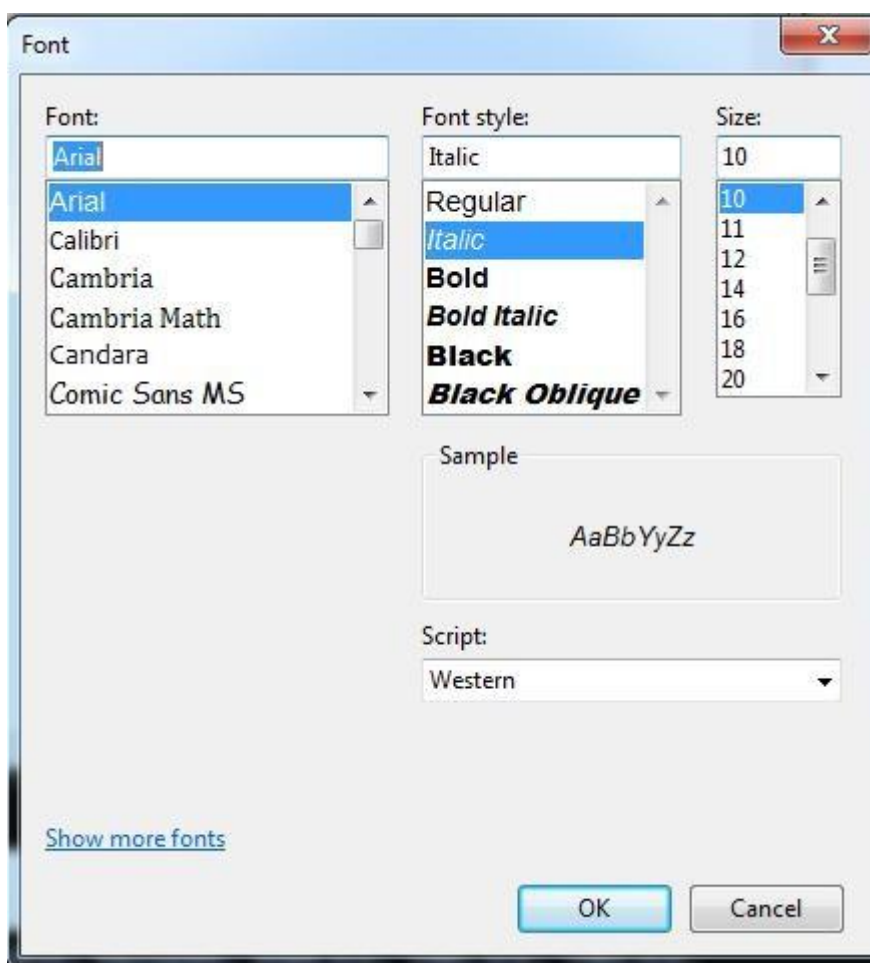 Font
Font:
Arial
Arial
Calibri
Cambria
Cambria Math
Candara
Comic Sans MS
Font style:
Italic
Regular
Italic
Bold
Bold Italic
Black
Black Oblique
Size:
10
10
11
12
14
16
18
20
Sample
AaBbYyZz
Script:
Western
Show more fonts
OK
Cancel